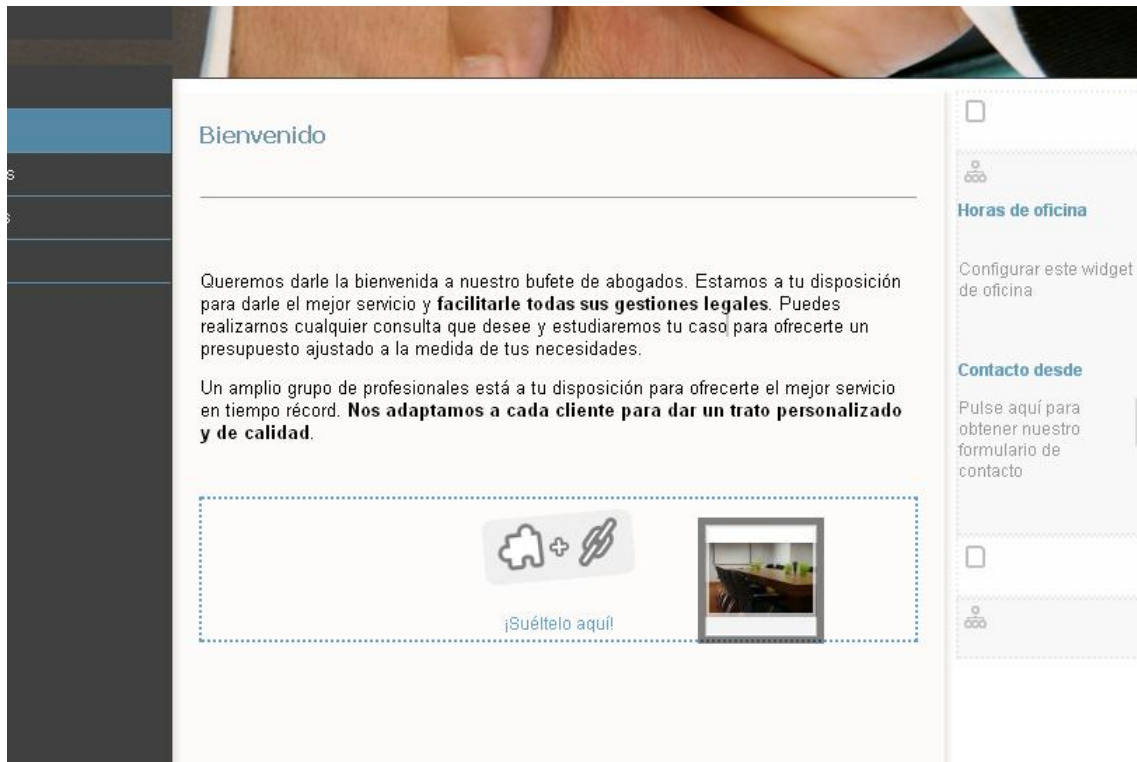 s
s
Bienvenido
Queremos darle la bienvenida a nuestro bufete de abogados. Estamos a tu disposición
para darle el mejor servicio y facilitarle todas sus gestiones legales. Puedes
realizarnos cualquier consulta que desee y estudiaremos tu caso para ofrecerte un
presupuesto ajustado a la medida de tus necesidades.
Un amplio grupo de profesionales está a tu disposición para ofrecerte el mejor servicio
en tiempo récord. Nos adaptamos a cada cliente para dar un trato personalizado
y de calidad.
¡Suéltelo aquí!
Horas de oficina
Configurar este widget
de oficina
Contacto desde
Pulse aquí para
obtener nuestro
formulario de
contacto